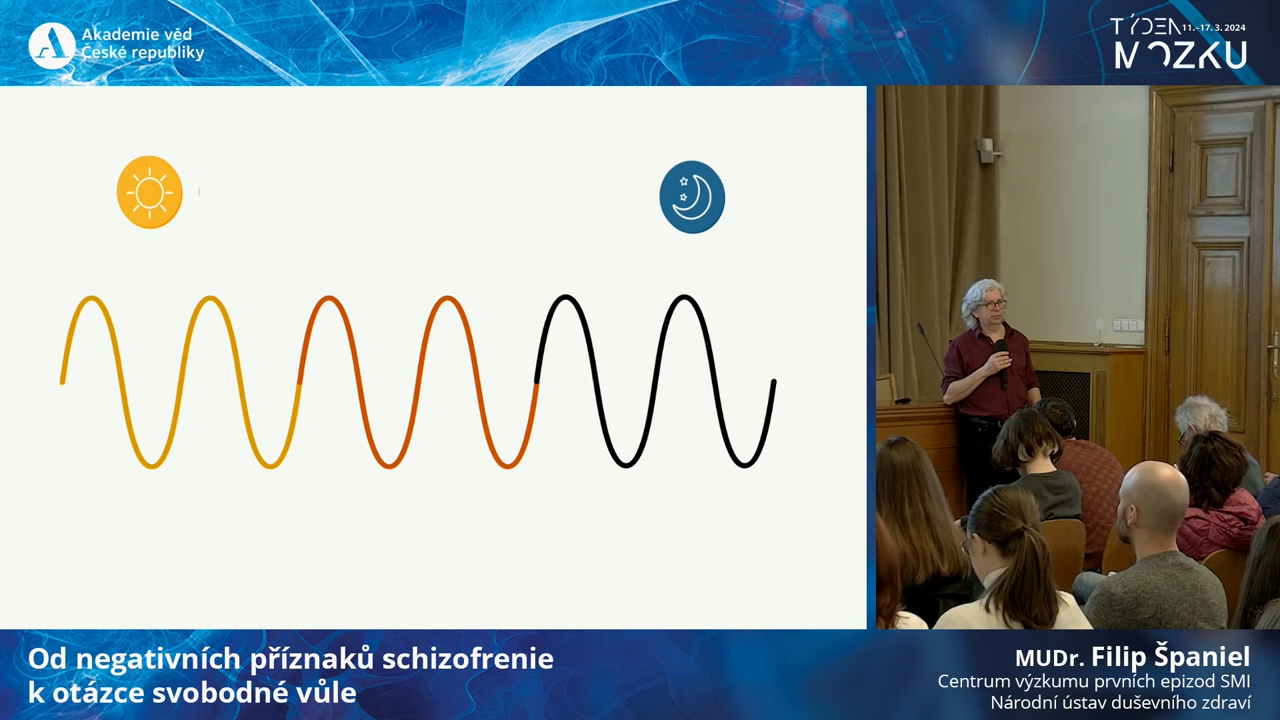 Akademie věd
České republiky
TÝDEN 11.–17. 3. 2024
MOZKU
Od negativních příznaků schizofrenie
k otázce svobodné vůle
MUDr. Filip Španiel
Centrum výzkumu prvních epizod SMI
Národní ústav duševního zdraví